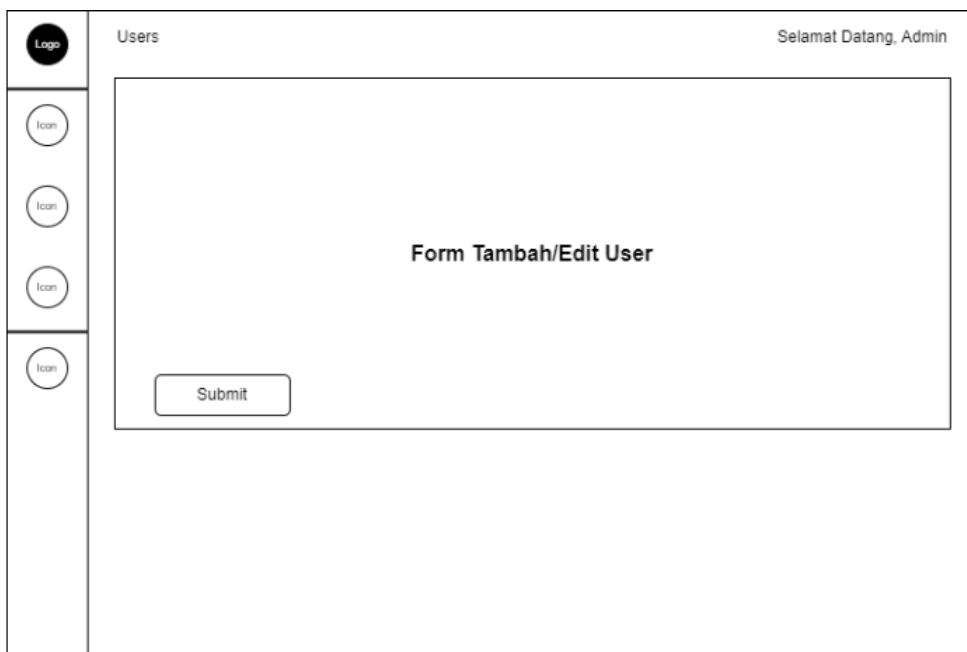 Logo
Users
Selamat Datang, Admin
Icon
Icon
Icon
Icon
Form Tambah/Edit User
Submit